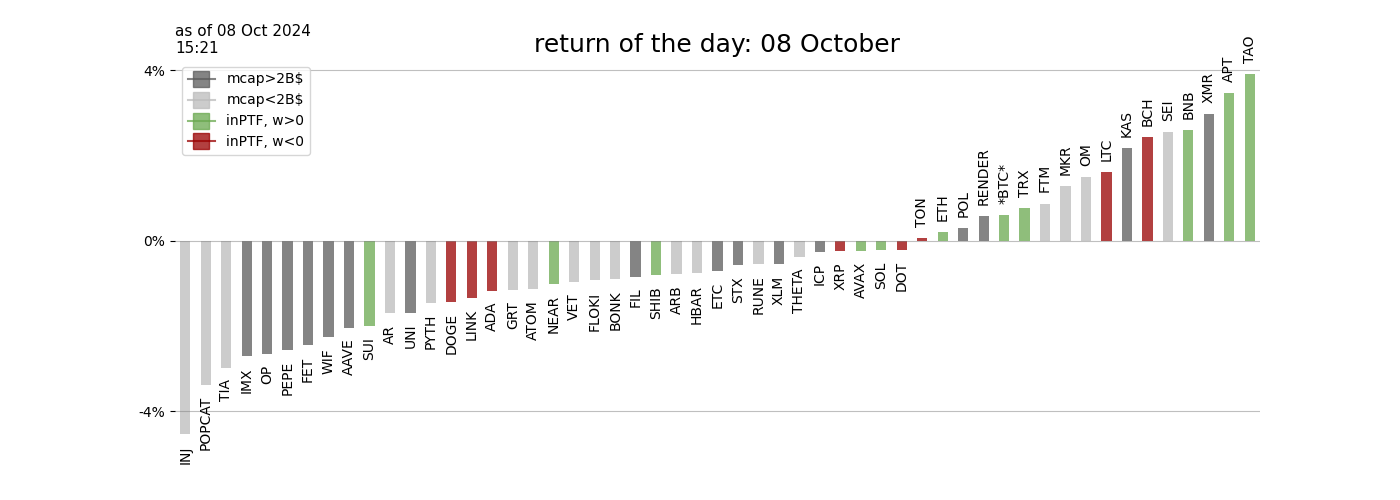 as of 08 Oct 2024
15:21
return of the day: 08 October
4%
0%
-4%
mcap>2B$
mcap<2B$
inPTF, w>0
inPTF, w<0
INJ
POPCAT
TIA
IMX
OP
PEPE
FET
WIF
AAVE
SUI
AR
UNI
PYTH
DOGE
LINK
ADA
GRT
ATOM
NEAR
VET
FLOKI
BONK
FIL
SHIB
ARB
HBAR
ETC
STX
RUNE
XLM
THETA
ICP
XRP
AVAX
SOL
DOT
TON
ETH
POL
RENDER
*BTC*
TRX
FTM
MKR
OM
LTC
KAS
BCH
SEI
BNB
XMR
APT
TAO